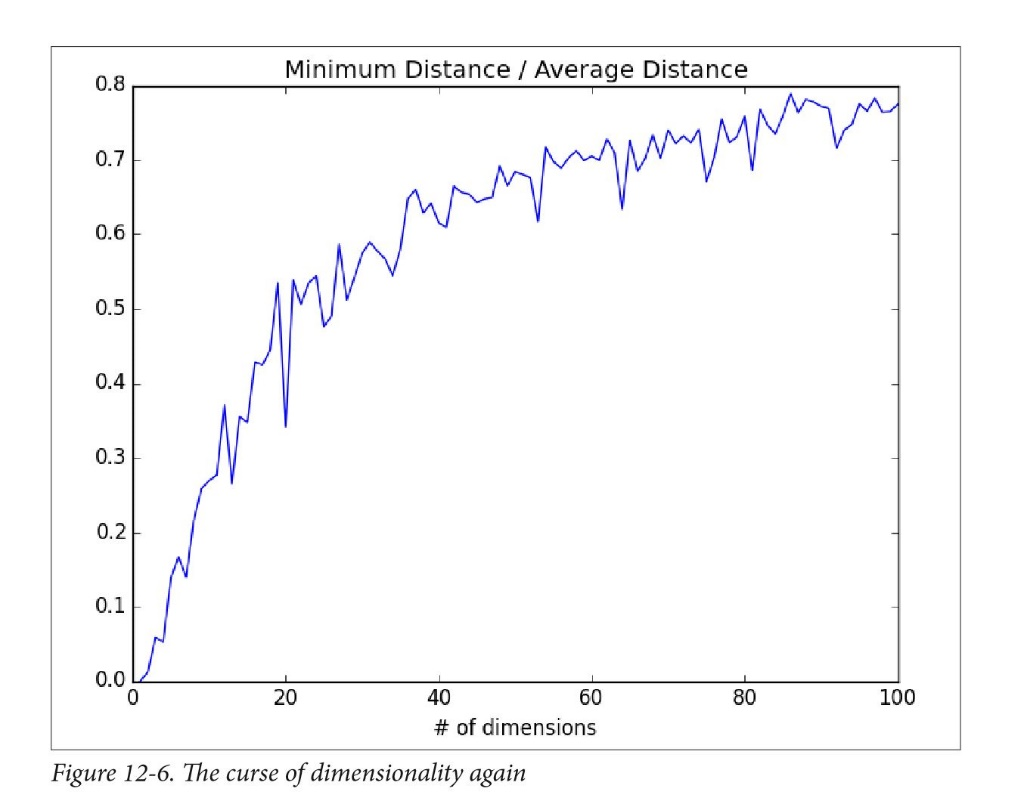 Minimum Distance / Average Distance
0.8
0.7
0.6
0.5
0.4
0.3
0.2
0.1
0.0
0 20 40 60 80 100
# of dimensions
Figure 12-6. The curse of dimensionality again